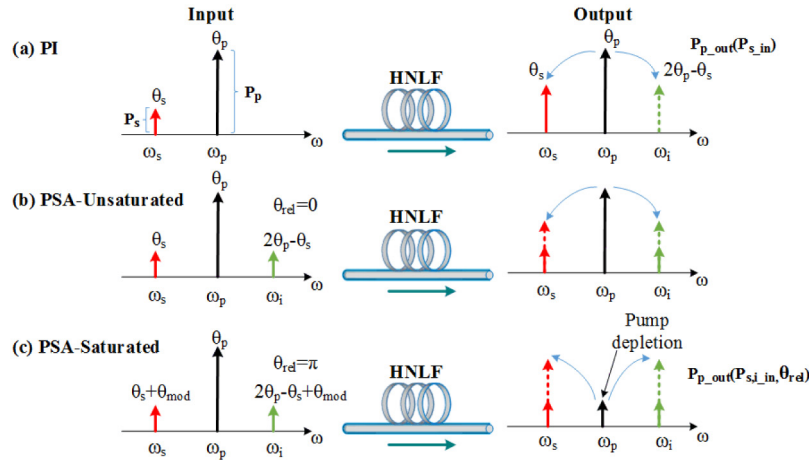 Input Output
(a) PI
θp
Pp
θs
Ps
ωs ωp ω
HNLF
θp
Pp_out(Ps_in)
θs
2θp-θs
ωs ωp ωi ω
(b) PSA-Unsaturated
θp
θrel=0
θs
2θp-θs
ωs ωp ωi ω
HNLF
ωs ωp ωi ω
(c) PSA-Saturated
θp
θrel=π
θs+θmod
2θp-θs+θmod
ωs ωp ωi ω
HNLF
Pump
depletion
Pp_out(Ps,i_in,θrel)
ωs ωp ωi ω